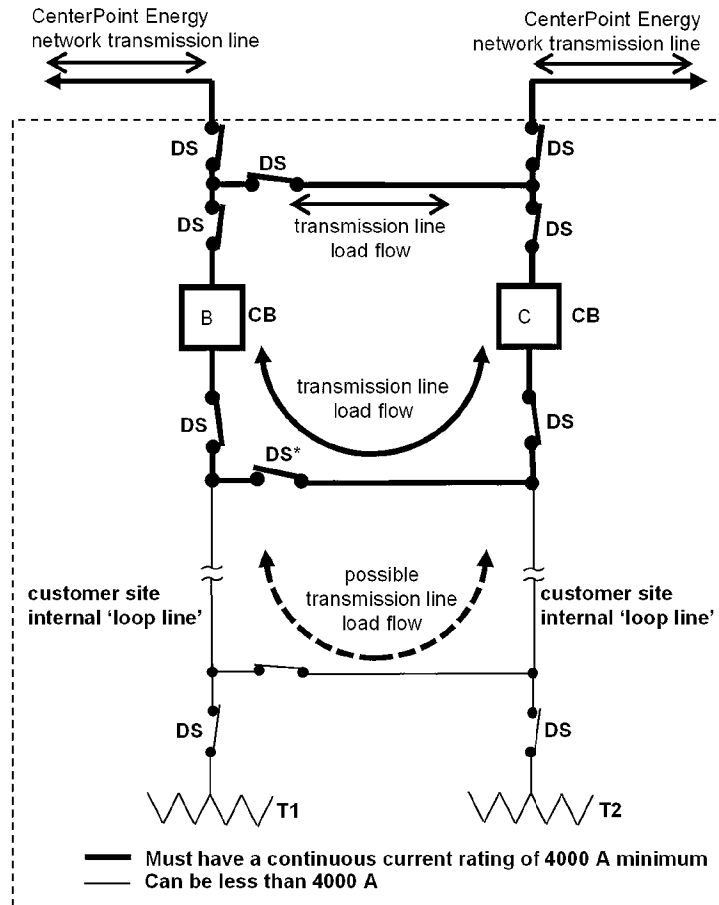 CenterPoint Energy
network transmission line
CenterPoint Energy
network transmission line
DS
DS
DS
DS
DS
transmission line
load flow
B
CB
C
CB
transmission line
load flow
DS
DS
DS*
customer site
internal ‘loop line’
possible
transmission line
load flow
customer site
internal ‘loop line’
DS
DS
T1
T2
Must have a continuous current rating of 4000 A minimum
Can be less than 4000 A